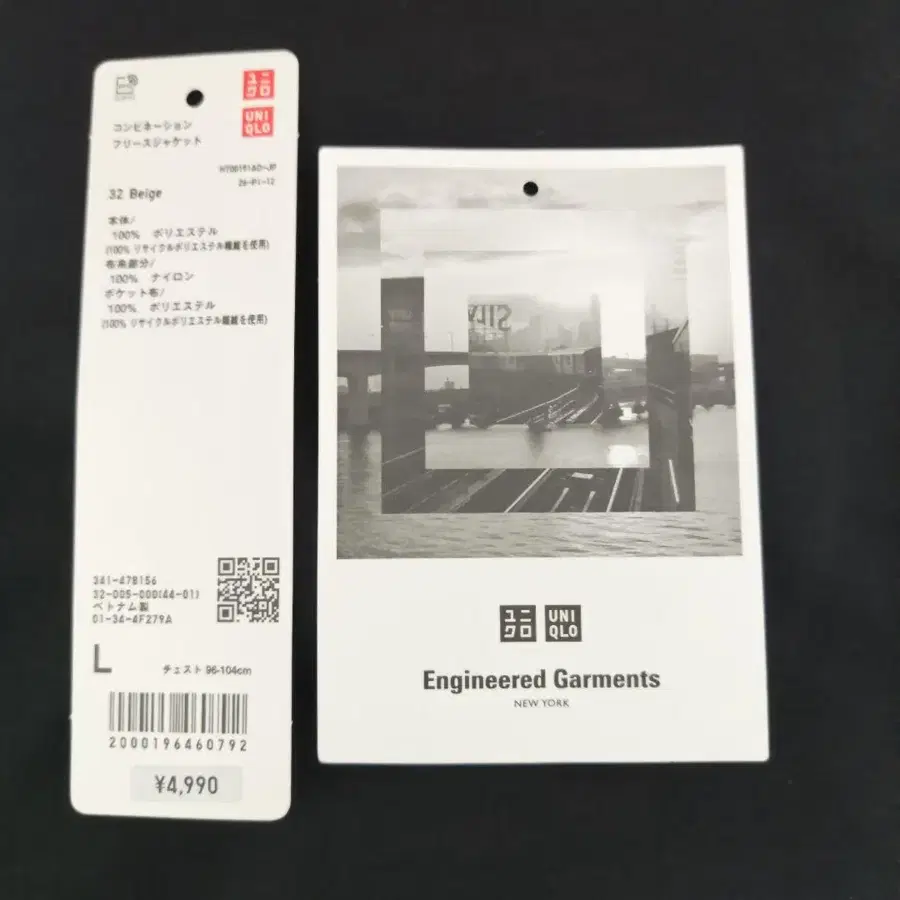 ユニ
クロ
UNI
QLO
コンビネーション
フリースジャケット
32 Beige
本体/
100% ポリエステル
(100% リサイクルポリエステル繊維を使用)
布帛部分/
100% ナイロン
ポケット布/
100% ポリエステル
(100% リサイクルポリエステル繊維を使用)
341-478156
32-005-000(44-01)
ベトナム製
01-34-4F279A
L
チェスト 96-104cm
2000196460792
¥4,990
ユニ
クロ
UNI
QLO
Engineered Garments
NEW YORK